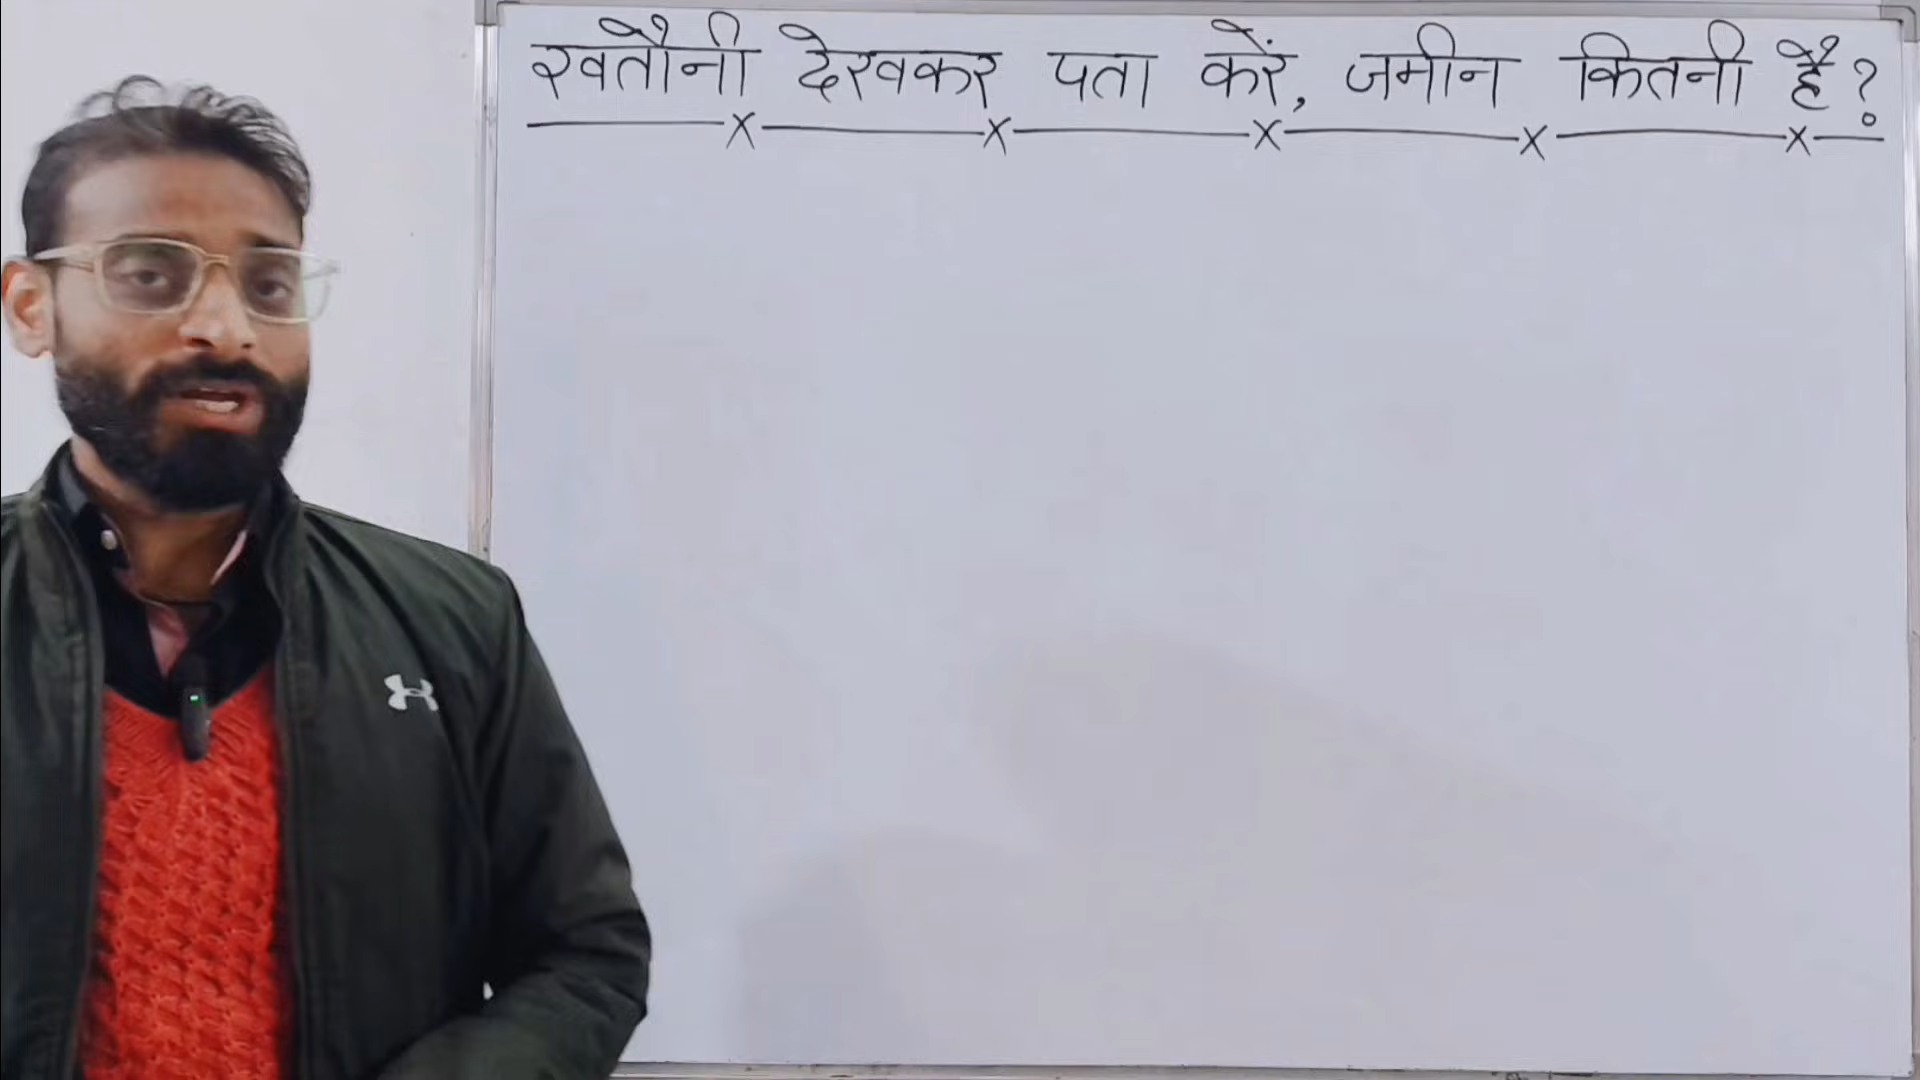 खतौनी देखकर पता करें, जमीन कितनी है?